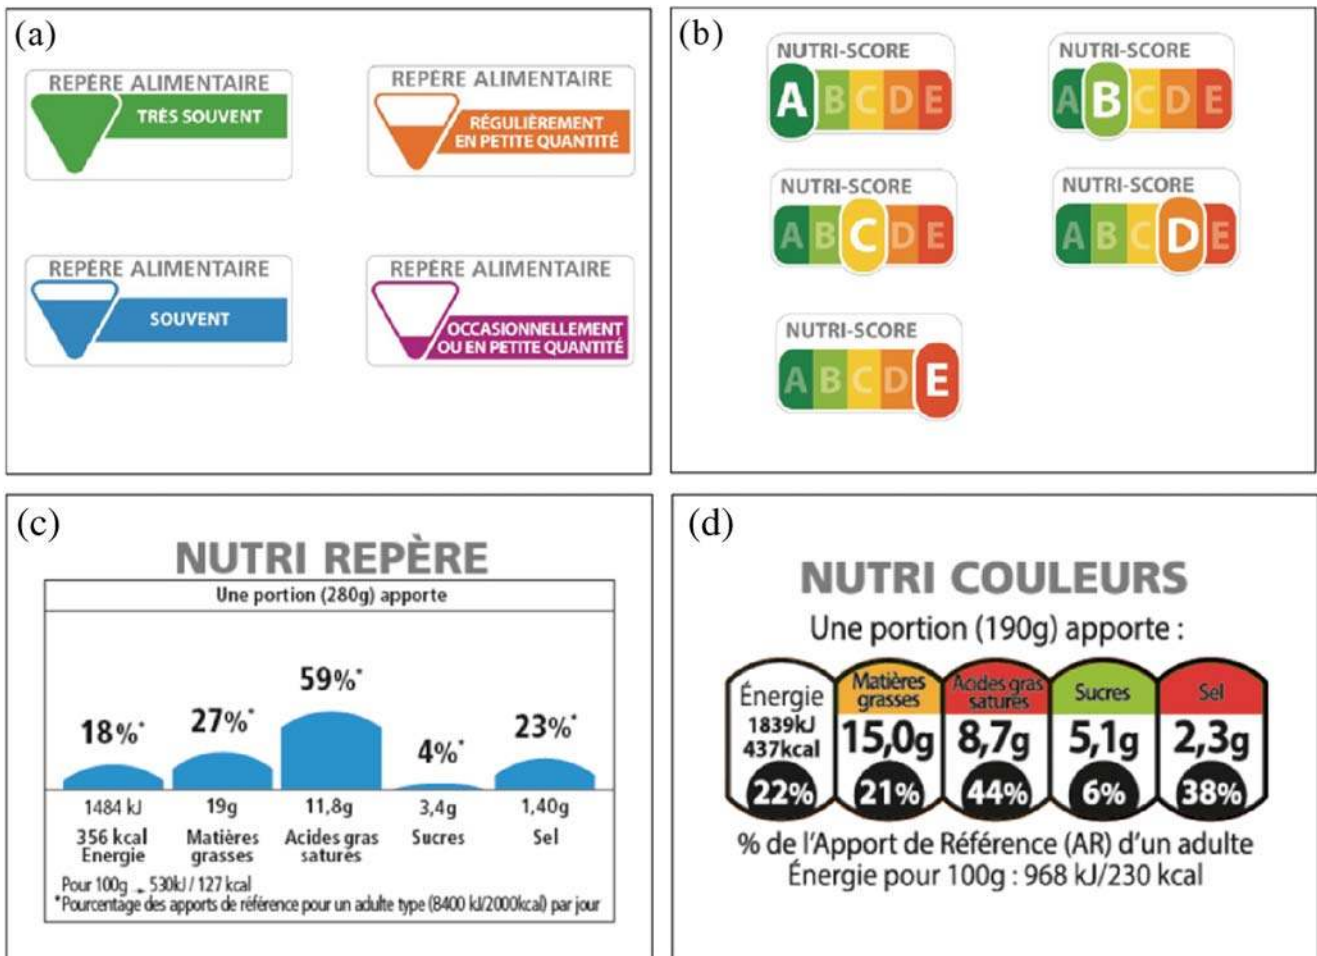 (a)
REPÈRE ALIMENTAIRE
TRÈS SOUVENT
REPÈRE ALIMENTAIRE
RÉGULIÈREMENT
EN PETITE QUANTITÉ
REPÈRE ALIMENTAIRE
SOUVENT
REPÈRE ALIMENTAIRE
OCCASIONNELLEMENT
OU EN PETITE QUANTITÉ
(b)
NUTRI-SCORE
A B C D E
NUTRI-SCORE
A B C D E
NUTRI-SCORE
A B C D E
NUTRI-SCORE
A B C D E
NUTRI-SCORE
A B C D E
(c)
NUTRI REPÈRE
Une portion (280g) apporte
18%* 27%* 59%* 4%* 23%*
1484 kJ 19g 11,8g 3,4g 1,40g
356 kcal Matières Acides gras Sucres Sel
Energie grasses saturés
Pour 100g → 530kJ / 127 kcal
*Pourcentage des apports de référence pour un adulte type (8400 kJ/2000kcal) par jour
(d)
NUTRI COULEURS
Une portion (190g) apporte :
Énergie Matières grasses Acides gras saturés Sucres Sel
1839kJ
437kcal 15,0g 8,7g 5,1g 2,3g
22% 21% 44% 6% 38%
% de l'Apport de Référence (AR) d'un adulte
Énergie pour 100g : 968 kJ/230 kcal